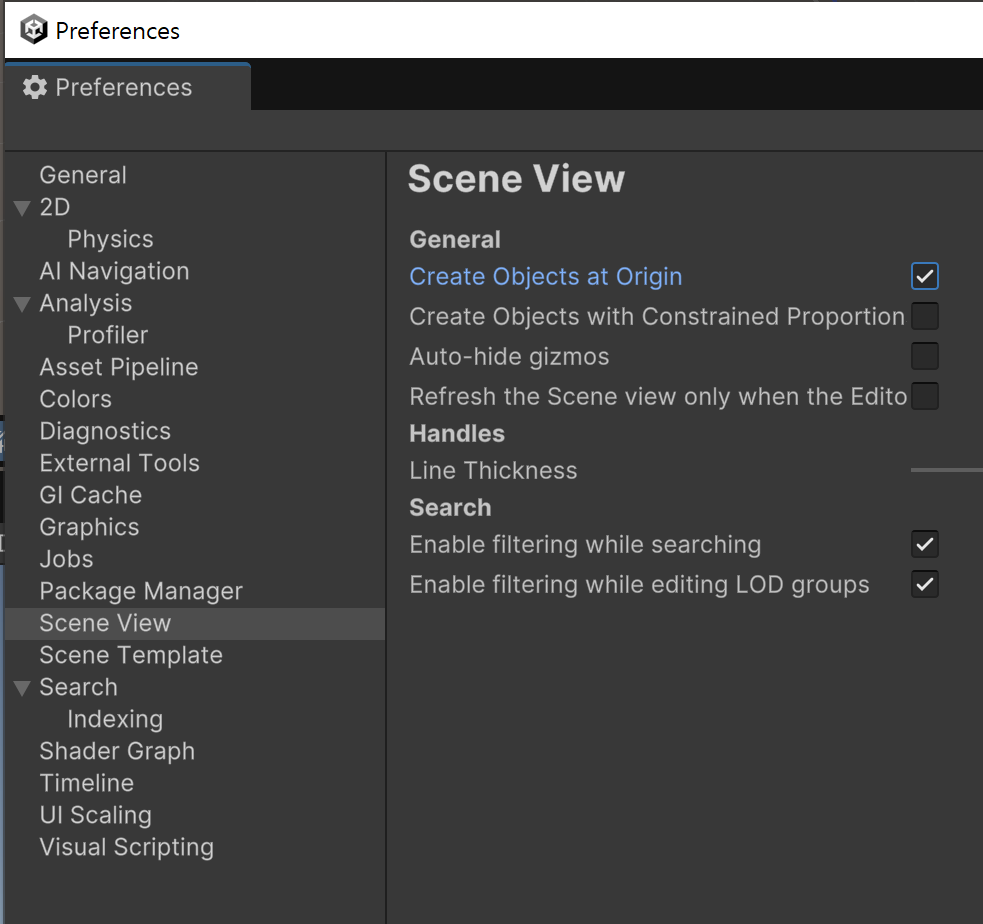 Preferences
Preferences
General
2D
Physics
AI Navigation
Analysis
Profiler
Asset Pipeline
Colors
Diagnostics
External Tools
GI Cache
Graphics
Jobs
Package Manager
Scene View
Scene Template
Search
Indexing
Shader Graph
Timeline
UI Scaling
Visual Scripting
Scene View
General
Create Objects at Origin
Create Objects with Constrained Proportion
Auto-hide gizmos
Refresh the Scene view only when the Edito
Handles
Line Thickness
Search
Enable filtering while searching
Enable filtering while editing LOD groups